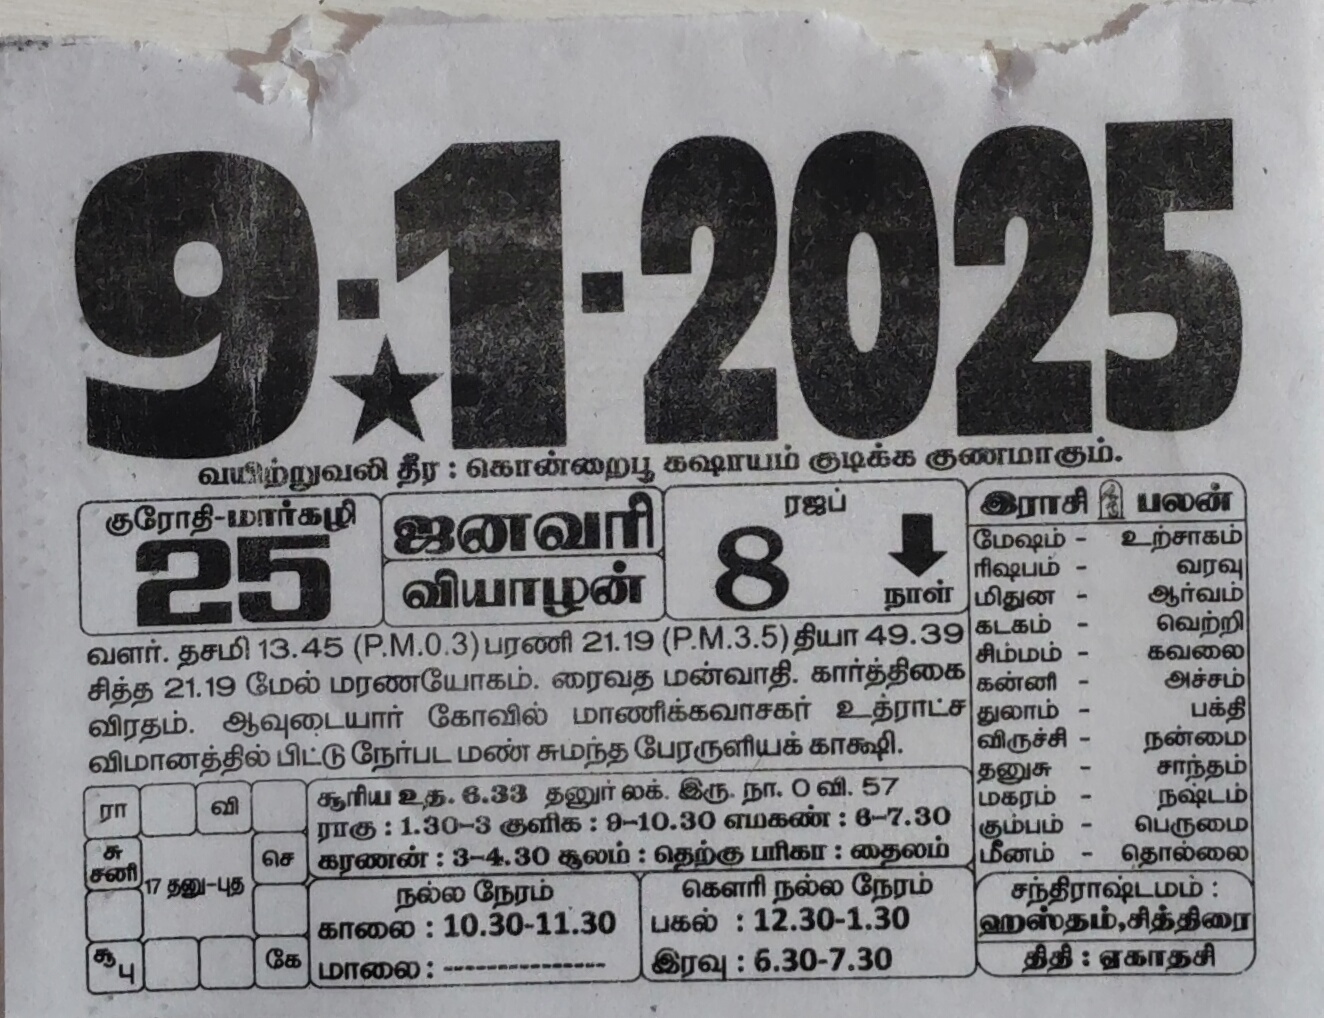 9.1.2025
வயிற்றுவலி தீர : கொன்றைபூ கஷாயம் குடிக்க குணமாகும்.
குரோதி-மார்கழி
25
ஜனவரி
வியாழன்
ரஜப்
8
நாள்
வளர். தசமி 13.45 (P.M.0.3) பரணி 21.19 (P.M.3.5) தியா 49.39
சித்த 21.19 மேல் மரணயோகம். ரைவத மன்வாதி. கார்த்திகை
விரதம். ஆவுடையார் கோவில் மாணிக்கவாசகர் உத்ராட்ச
விமானத்தில் பிட்டு நேர்பட மண் சுமந்த பேரருளியக் காக்ஷி.
இராசி பலன்
மேஷம் - உற்சாகம்
ரிஷபம் - வரவு
மிதுன - ஆர்வம்
கடகம் - வெற்றி
சிம்மம் - கவலை
கன்னி - அச்சம்
துலாம் - பக்தி
விருச்சி - நன்மை
தனுசு - சாந்தம்
மகரம் - நஷ்டம்
கும்பம் - பெருமை
மீனம் - தொல்லை
ரா வி
சு சனி
செ
17 தனு-புத
சூ பு
கே
சூரிய உத. 6.33 தனுர் லக். இரு. நா. 0 வி. 57
ராகு : 1.30-3 குளிக : 9-10.30 எமகண் : 6-7.30
கரணன் : 3-4.30 சூலம் : தெற்கு பரிகா : தைலம்
நல்ல நேரம்
காலை : 10.30-11.30
மாலை : ---------------
கௌரி நல்ல நேரம்
பகல் : 12.30-1.30
இரவு : 6.30-7.30
சந்திராஷ்டமம் :
ஹஸ்தம்,சித்திரை
திதி : ஏகாதசி